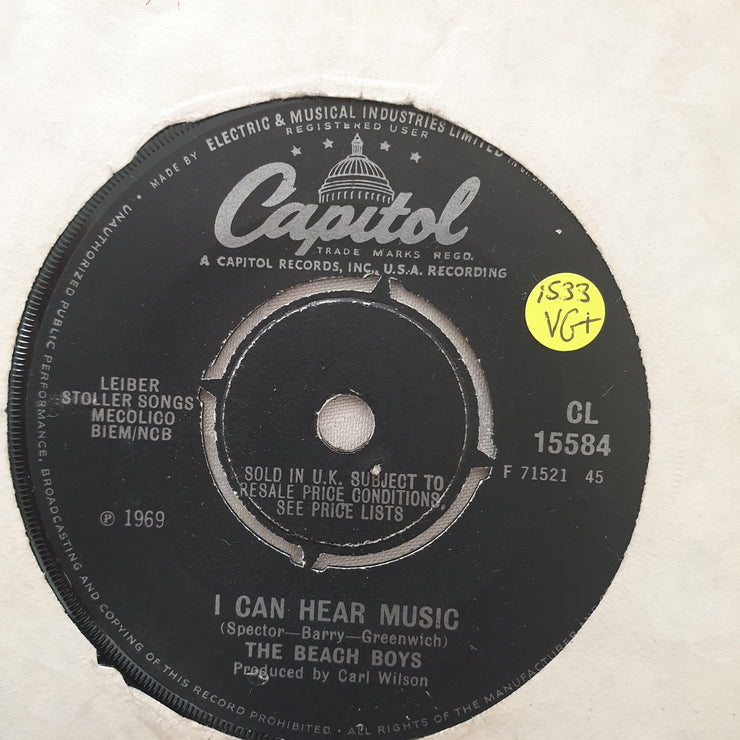 MADE BY ELECTRIC & MUSICAL INDUSTRIES LIMITED
REGISTERED USER
Capitol
TRADE MARKS REGD.
A CAPITOL RECORDS, INC., U.S.A. RECORDING
1533
VG+
LEIBER
STOLLER SONGS
MECOLICO
BIEM/NCB
CL
15584
F 71521 45
SOLD IN U.K. SUBJECT TO
RESALE PRICE CONDITIONS,
SEE PRICE LISTS
℗ 1969
I CAN HEAR MUSIC
(Spector—Barry—Greenwich)
THE BEACH BOYS
Produced by Carl Wilson
• UNAUTHORIZED PUBLIC PERFORMANCE, BROADCASTING AND COPYING OF THIS RECORD PROHIBITED • ALL RIGHTS OF THE MANUFACTURER